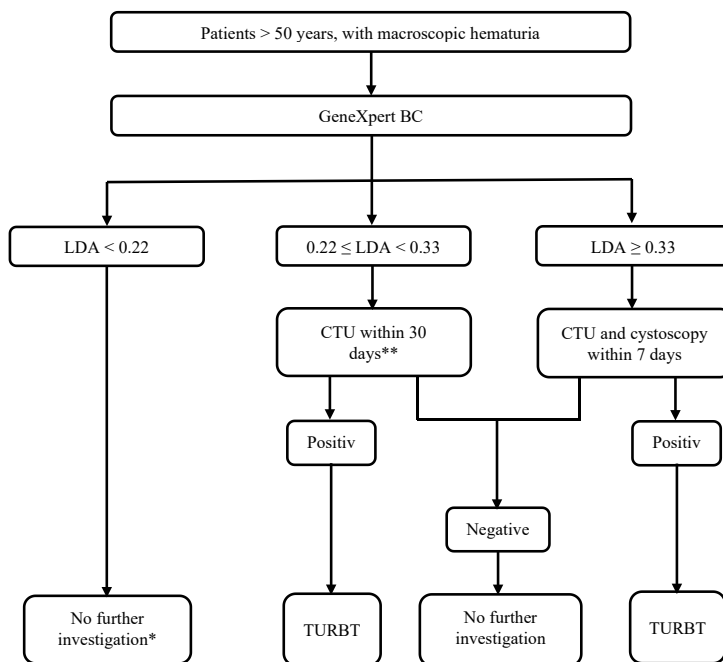 Patients > 50 years, with macroscopic hematuria
GeneXpert BC
LDA < 0.22
0.22 ≤ LDA < 0.33
LDA ≥ 0.33
CTU within 30
days**
CTU and cystoscopy
within 7 days
Positiv
Positiv
Negative
No further
investigation*
TURBT
No further
investigation
TURBT